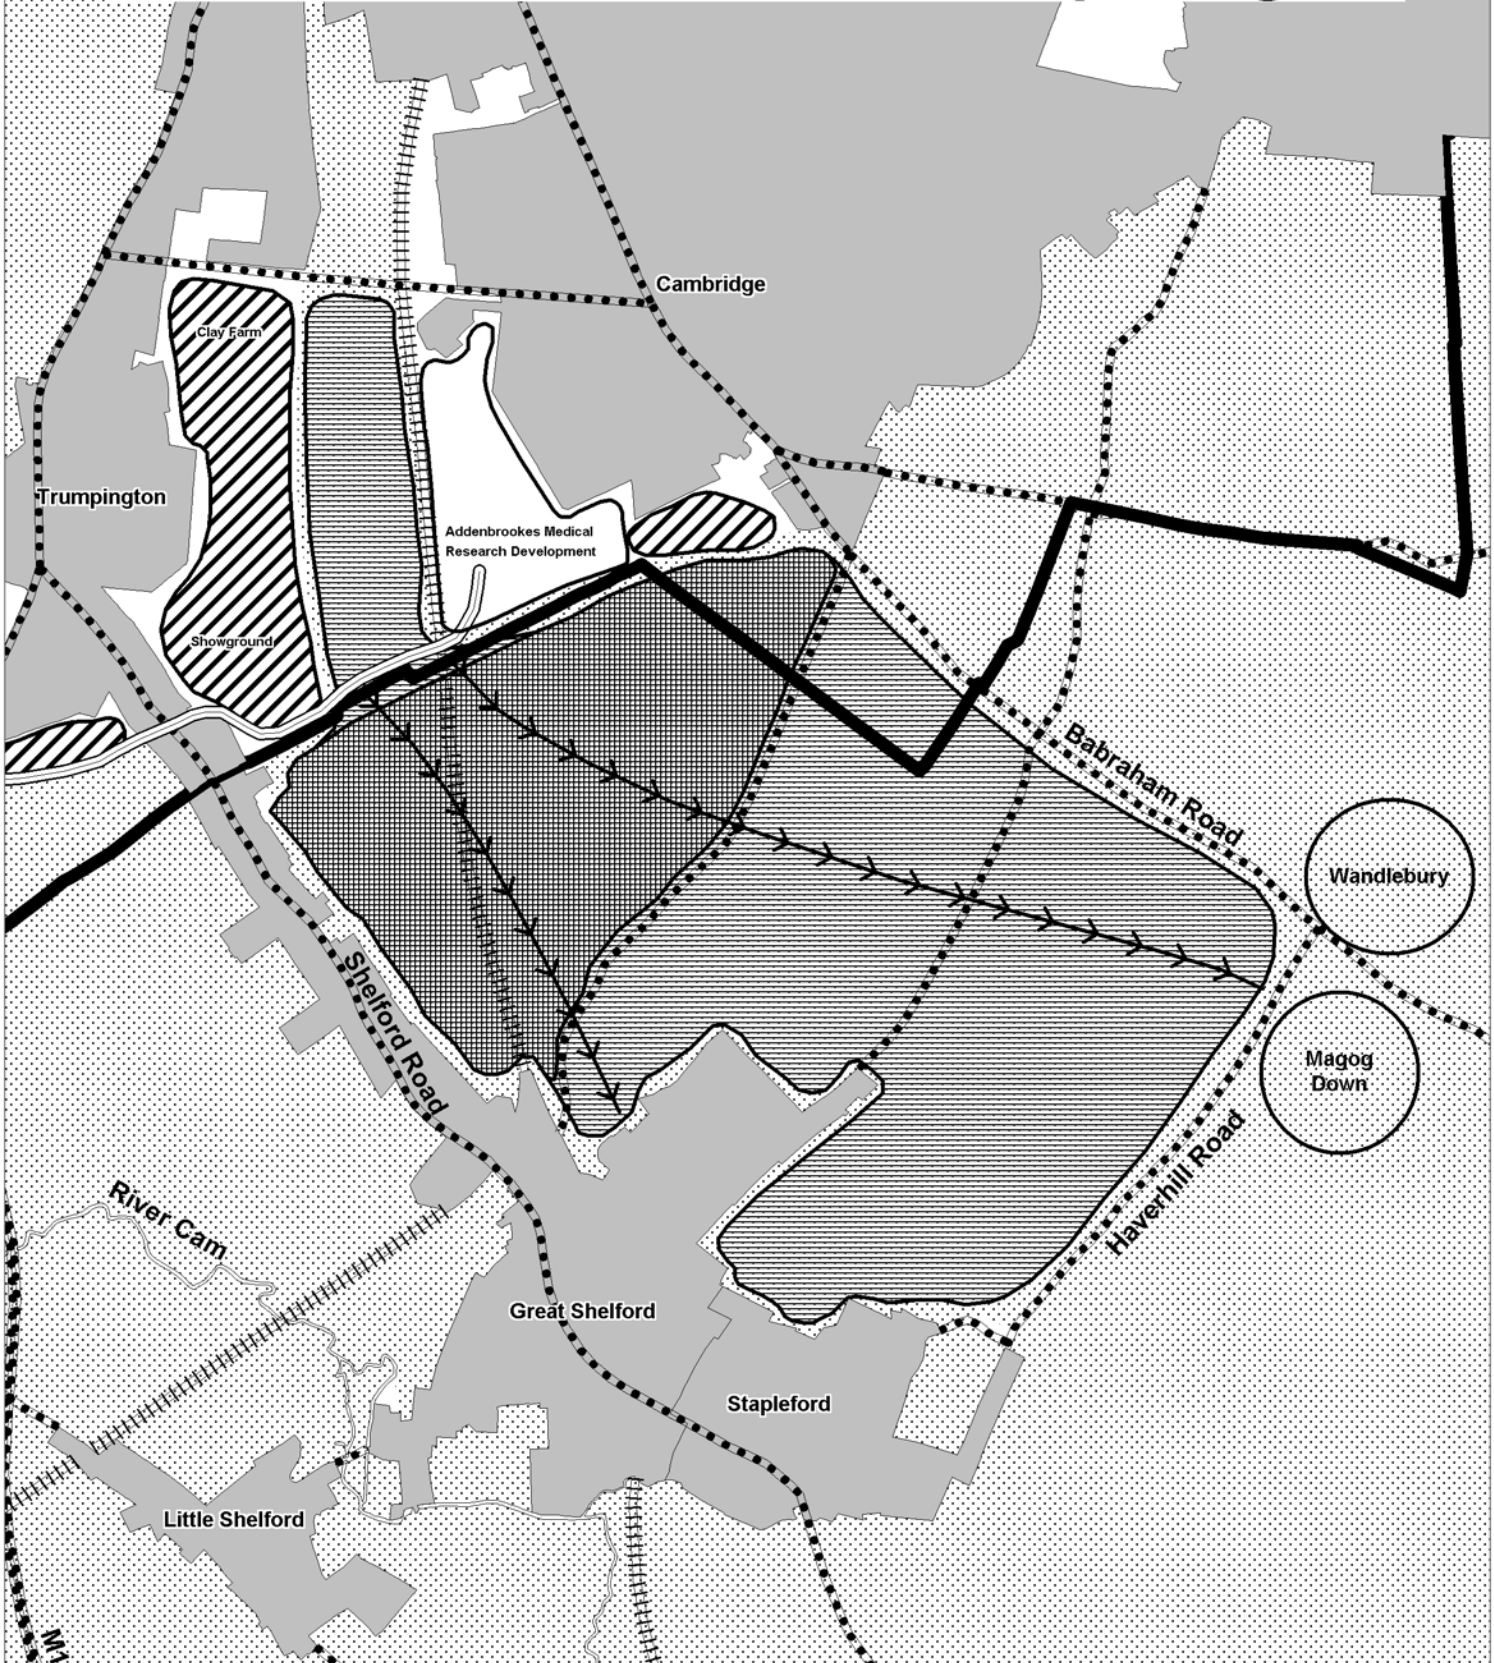 Cambridge
Clay Farm
Trumpington
Addenbrookes Medical
Research Development
Showground
Babraham Road
Wandlebury
Shelford Road
Magog
Down
Haverhill Road
River Cam
Great Shelford
Stapleford
Little Shelford
M1